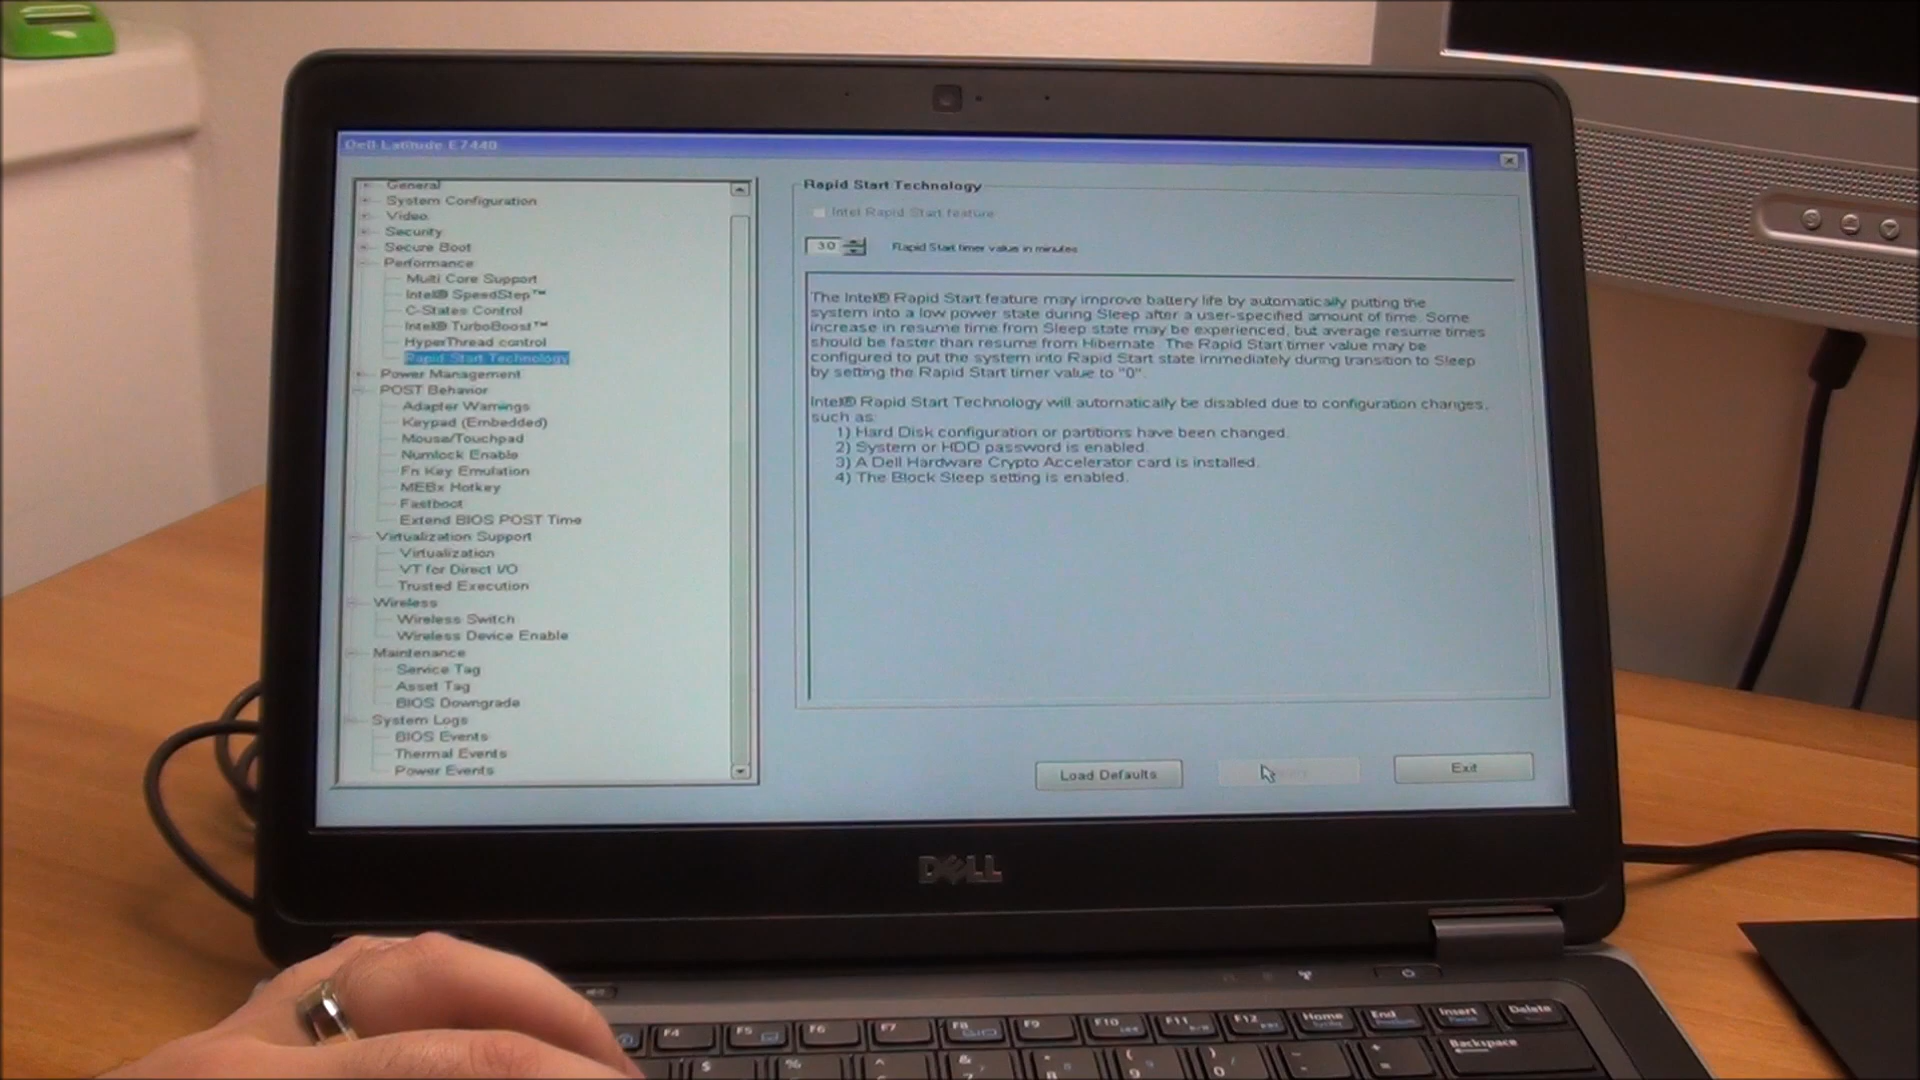 Dell Latitude E7440
General
System Configuration
Video
Security
Secure Boot
Performance
Multi Core Support
Intel® SpeedStep™
C-States Control
Intel® TurboBoost™
HyperThread control
Rapid Start Technology
Power Management
POST Behavior
Adapter Warnings
Keypad (Embedded)
Mouse/Touchpad
Numlock Enable
Fn Key Emulation
MEBx Hotkey
Fastboot
Extend BIOS POST Time
Virtualization Support
Virtualization
VT for Direct I/O
Trusted Execution
Wireless
Wireless Switch
Wireless Device Enable
Maintenance
Service Tag
Asset Tag
BIOS Downgrade
System Logs
BIOS Events
Thermal Events
Power Events
Rapid Start Technology
Intel Rapid Start feature
30 Rapid Start timer value in minutes
The Intel® Rapid Start feature may improve battery life by automatically putting the
system into a low power state during Sleep after a user-specified amount of time. Some
increase in resume time from Sleep state may be experienced, but average resume times
should be faster than resume from Hibernate. The Rapid Start timer value may be
configured to put the system into Rapid Start state immediately during transition to Sleep
by setting the Rapid Start timer value to "0".
Intel® Rapid Start Technology will automatically be disabled due to configuration changes,
such as:
1) Hard Disk configuration or partitions have been changed.
2) System or HDD password is enabled.
3) A Dell Hardware Crypto Accelerator card is installed.
4) The Block Sleep setting is enabled.
Load Defaults
Exit
DELL
F4 F5 F6 F7 F8 F9 F10 F11 F12 Home End Insert Delete
$ % ^ & 7 * 8 ( 9 ) 0 - + = Backspace